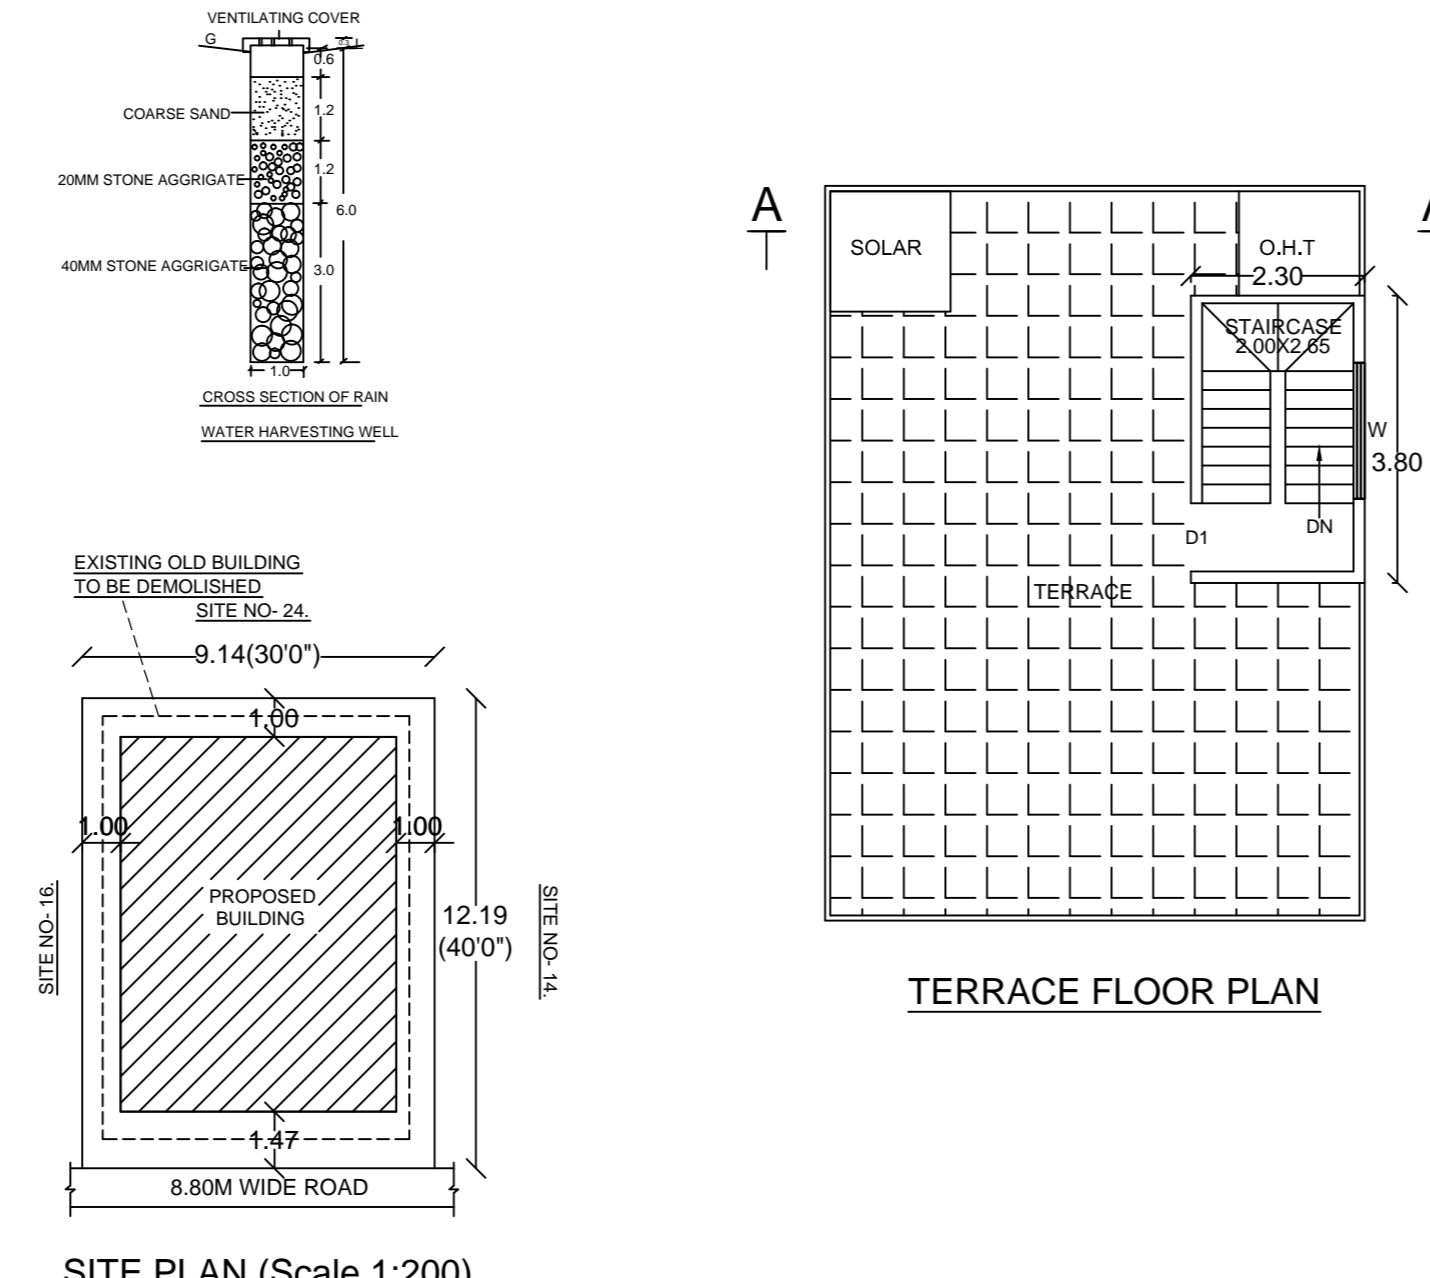 VENTILATING COVER
G
0.3
0.6
COARSE SAND
1.2
20MM STONE AGGRIGATE
1.2
6.0
40MM STONE AGGRIGATE
3.0
1.0
CROSS SECTION OF RAIN
WATER HARVESTING WELL
EXISTING OLD BUILDING
TO BE DEMOLISHED
SITE NO- 24.
9.14(30'0")
1.00
1.00
1.00
PROPOSED
BUILDING
SITE NO- 16.
12.19
(40'0")
SITE NO- 14.
1.47
8.80M WIDE ROAD
SITE PLAN (Scale 1:200)
A
SOLAR
O.H.T
2.30
STAIRCASE
2.00X2.65
W
3.80
DN
D1
TERRACE
TERRACE FLOOR PLAN